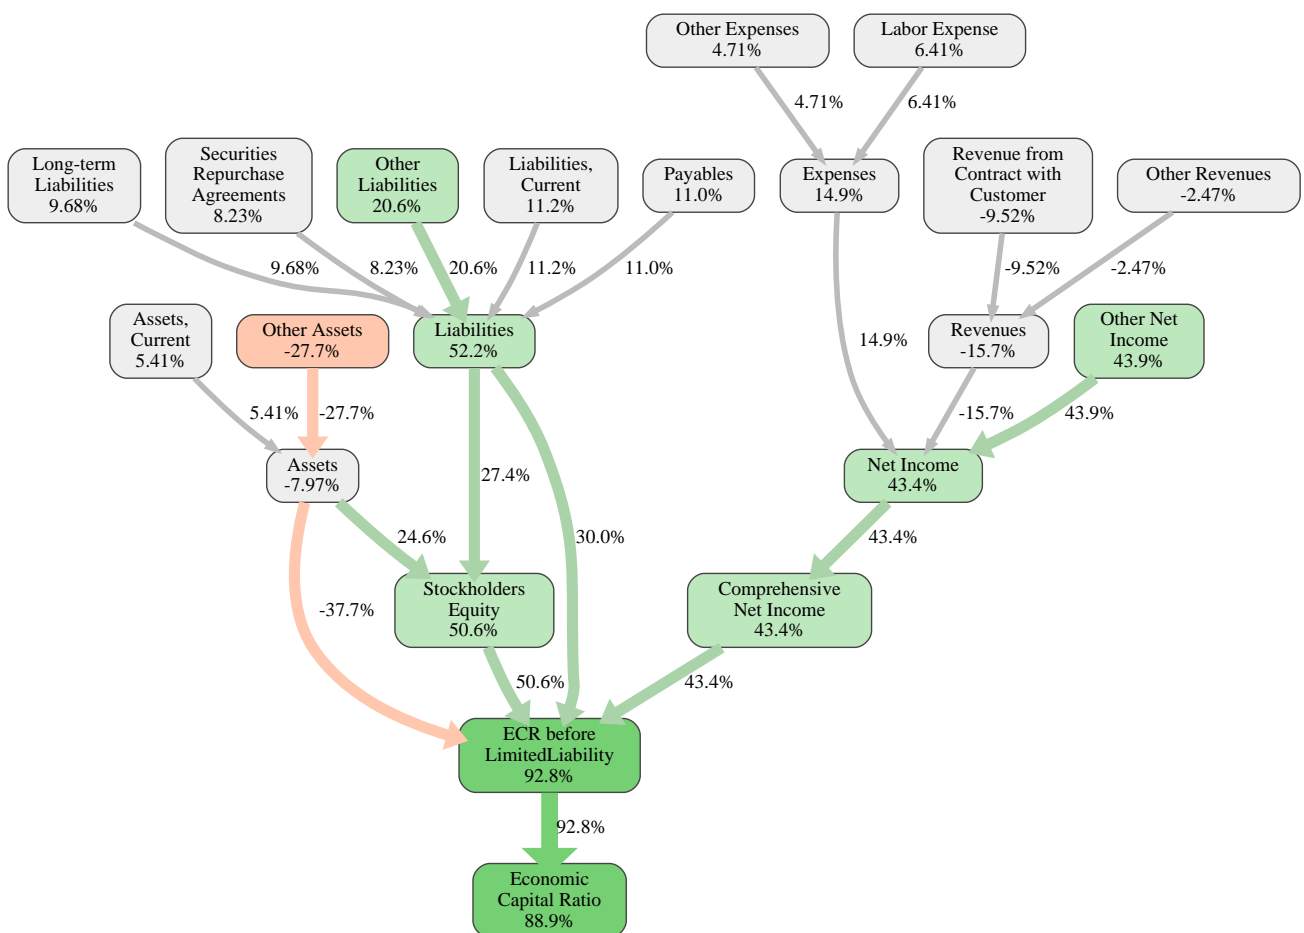 Other Expenses
4.71%
Labor Expense
6.41%
4.71%
6.41%
Long-term
Liabilities
9.68%
Securities
Repurchase
Agreements
8.23%
Other
Liabilities
20.6%
Liabilities,
Current
11.2%
Payables
11.0%
Expenses
14.9%
Revenue from
Contract with
Customer
-9.52%
Other Revenues
-2.47%
9.68%
8.23%
20.6%
11.2%
11.0%
-9.52%
-2.47%
Assets,
Current
5.41%
Other Assets
-27.7%
Liabilities
52.2%
14.9%
Revenues
-15.7%
Other Net
Income
43.9%
5.41%
-27.7%
-15.7%
43.9%
Assets
-7.97%
27.4%
Net Income
43.4%
24.6%
30.0%
43.4%
Stockholders
Equity
50.6%
Comprehensive
Net Income
43.4%
-37.7%
50.6%
43.4%
ECR before
LimitedLiability
92.8%
92.8%
Economic
Capital Ratio
88.9%